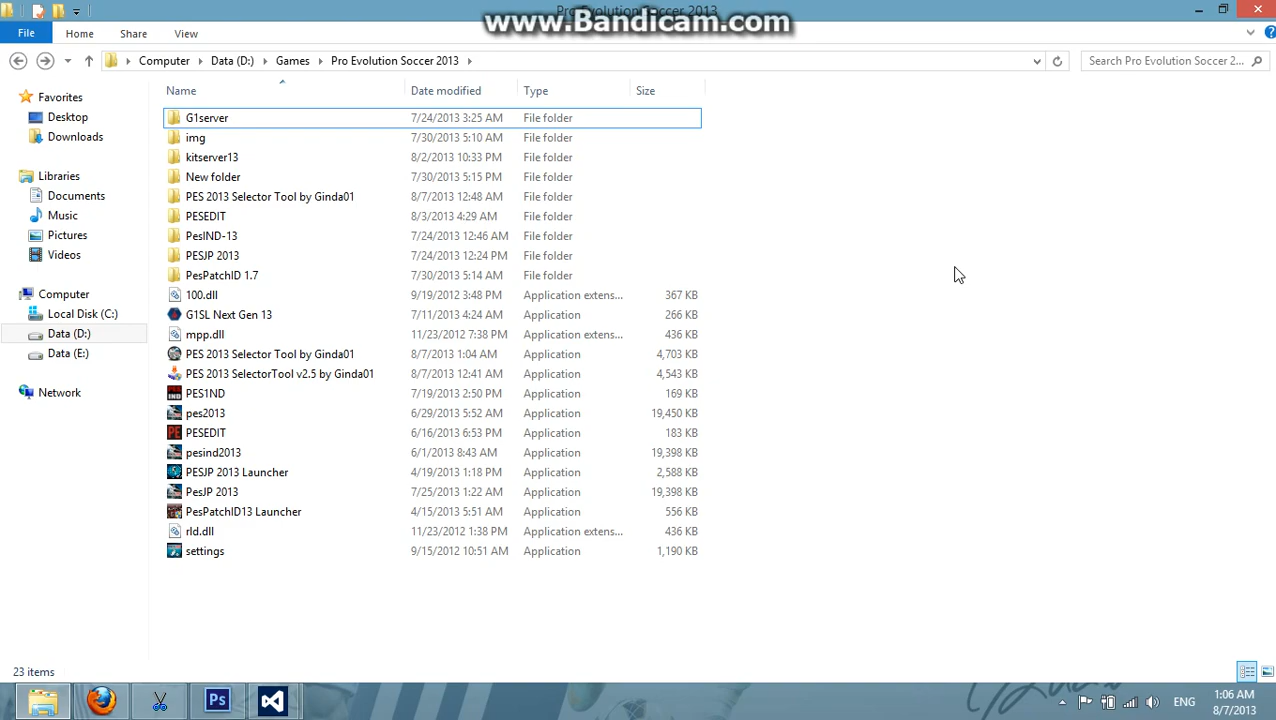 Pro Evolution Soccer 2013
www.Bandicam.com
File Home Share View
Computer Data (D:) Games Pro Evolution Soccer 2013 Search Pro Evolution Soccer 2...
Name Date modified Type Size
Favorites
Desktop
Downloads
Libraries
Documents
Music
Pictures
Videos
Computer
Local Disk (C:)
Data (D:)
Data (E:)
Network
G1server 7/24/2013 3:25 AM File folder
img 7/30/2013 5:10 AM File folder
kitserver13 8/2/2013 10:33 PM File folder
New folder 7/30/2013 5:15 PM File folder
PES 2013 Selector Tool by Ginda01 8/7/2013 12:48 AM File folder
PESEDIT 8/3/2013 4:29 AM File folder
PesIND-13 7/24/2013 12:46 AM File folder
PESJP 2013 7/24/2013 12:24 PM File folder
PesPatchID 1.7 7/30/2013 5:14 AM File folder
100.dll 9/19/2012 3:48 PM Application extens... 367 KB
G1SL Next Gen 13 7/11/2013 4:24 AM Application 266 KB
mpp.dll 11/23/2012 7:38 PM Application extens... 436 KB
PES 2013 Selector Tool by Ginda01 8/7/2013 1:04 AM Application 4,703 KB
PES 2013 SelectorTool v2.5 by Ginda01 8/7/2013 12:41 AM Application 4,543 KB
PES1ND 7/19/2013 2:50 PM Application 169 KB
pes2013 6/29/2013 5:52 AM Application 19,450 KB
PESEDIT 6/16/2013 6:53 PM Application 183 KB
pesind2013 6/1/2013 8:43 AM Application 19,398 KB
PESJP 2013 Launcher 4/19/2013 1:18 PM Application 2,588 KB
PesJP 2013 7/25/2013 1:22 AM Application 19,398 KB
PesPatchID13 Launcher 4/15/2013 5:51 AM Application 556 KB
rld.dll 11/23/2012 1:38 PM Application extens... 436 KB
settings 9/15/2012 10:51 AM Application 1,190 KB
23 items
Ps
ENG
1:06 AM
8/7/2013